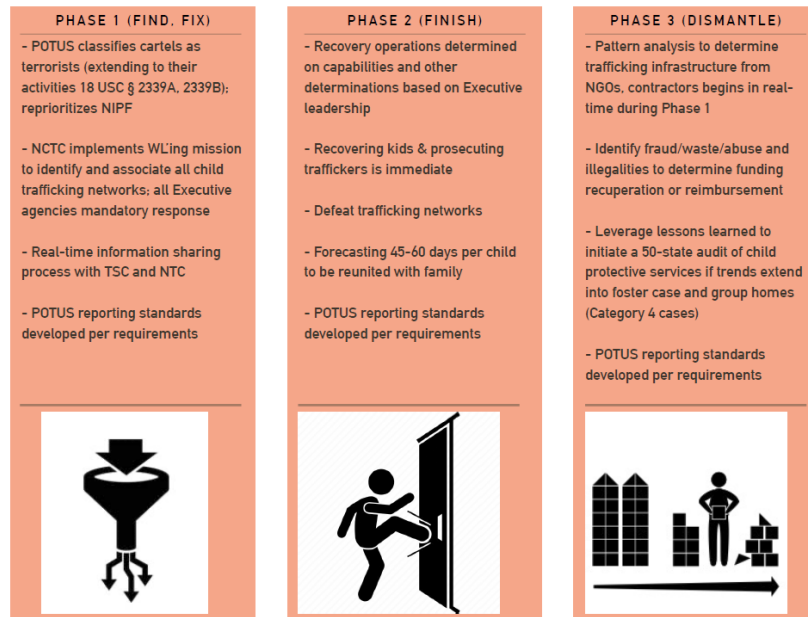 PHASE 1 (FIND, FIX)
- POTUS classifies cartels as
terrorists (extending to their
activities 18 USC § 2339A, 2339B);
reprioritizes NIPF
- NCTC implements WL'ing mission
to identify and associate all child
trafficking networks; all Executive
agencies mandatory response
- Real-time information sharing
process with TSC and NTC
- POTUS reporting standards
developed per requirements
PHASE 2 (FINISH)
- Recovery operations determined
on capabilities and other
determinations based on Executive
leadership
- Recovering kids & prosecuting
traffickers is immediate
- Defeat trafficking networks
- Forecasting 45-60 days per child
to be reunited with family
- POTUS reporting standards
developed per requirements
PHASE 3 (DISMANTLE)
- Pattern analysis to determine
trafficking infrastructure from
NGOs, contractors begins in real-
time during Phase 1
- Identify fraud/waste/abuse and
illegalities to determine funding
recuperation or reimbursement
- Leverage lessons learned to
initiate a 50-state audit of child
protective services if trends extend
into foster case and group homes
(Category 4 cases)
- POTUS reporting standards
developed per requirements